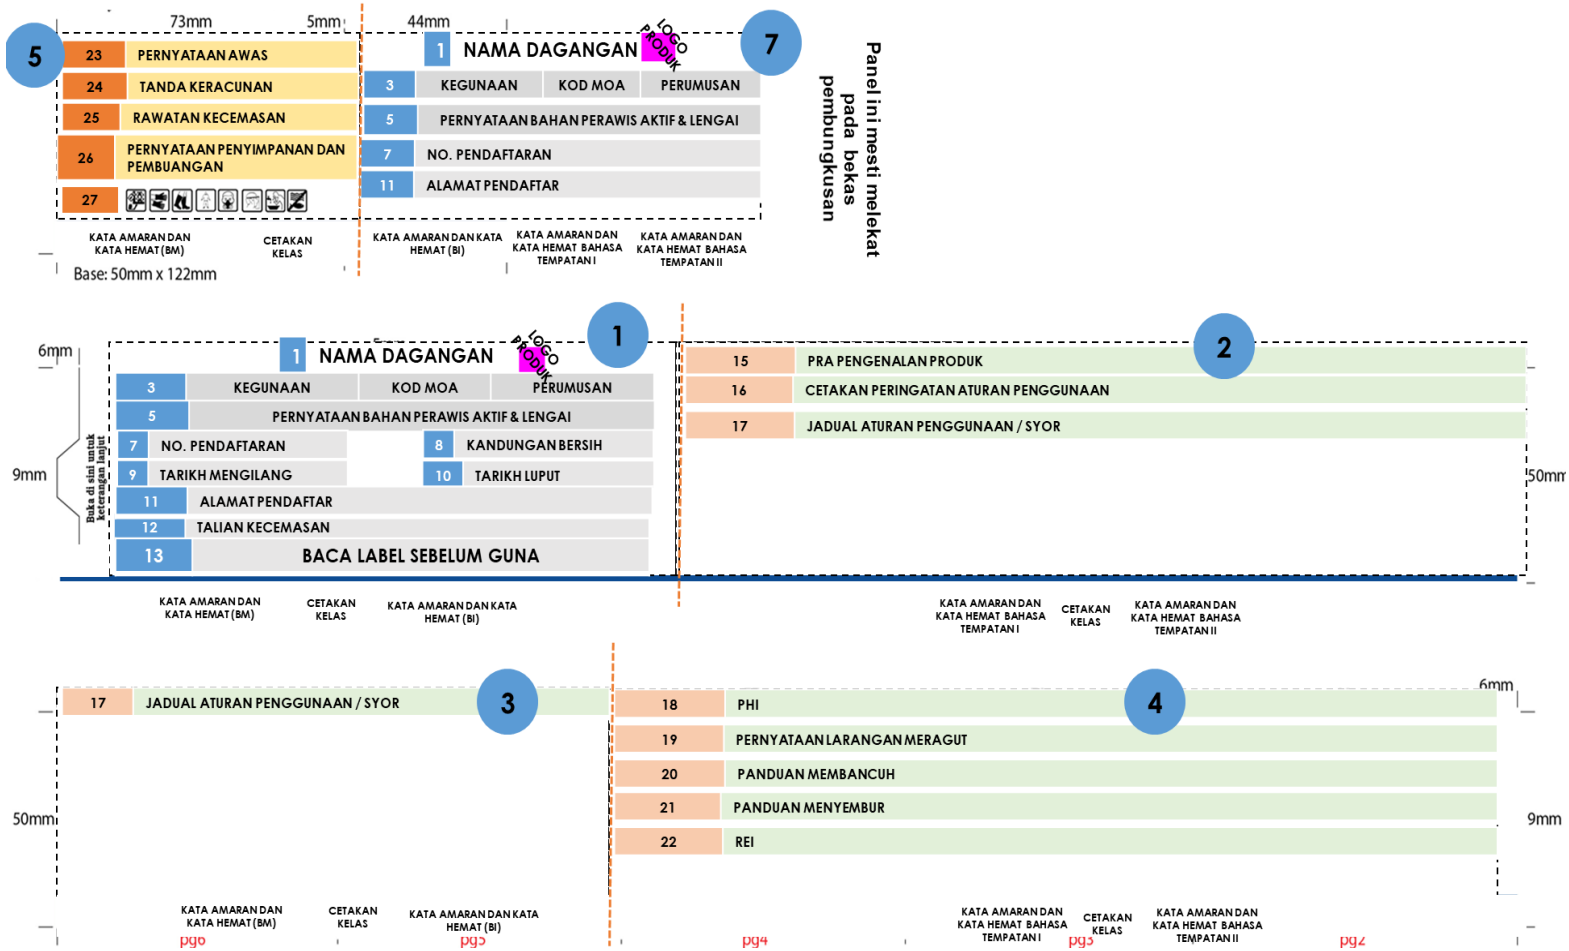 73mm
5mm
44mm
5
23 PERNYATAAN AWAS
24 TANDA KERACUNAN
25 RAWATAN KECEMASAN
26 PERNYATAAN PENYIMPANAN DAN
PEMBUANGAN
27
1 NAMA DAGANGAN
LOGO
PRODUK
7
3 KEGUNAAN KOD MOA PERUMUSAN
5 PERNYATAAN BAHAN PERAWIS AKTIF & LENGAI
7 NO. PENDAFTARAN
11 ALAMAT PENDAFTAR
Panel ini mesti melekat
pada bekas
pembungkusan
KATA AMARAN DAN
KATA HEMAT (BM)
CETAKAN
KELAS
KATA AMARAN DAN KATA
HEMAT (BI)
KATA AMARAN DAN
KATA HEMAT BAHASA
TEMPATAN I
KATA AMARAN DAN
KATA HEMAT BAHASA
TEMPATAN II
Base: 50mm x 122mm
6mm
9mm
Buka di sini untuk
keterangan lanjut
1 NAMA DAGANGAN
LOGO
PRODUK
1
3 KEGUNAAN KOD MOA PERUMUSAN
5 PERNYATAAN BAHAN PERAWIS AKTIF & LENGAI
7 NO. PENDAFTARAN 8 KANDUNGAN BERSIH
9 TARIKH MENGILANG 10 TARIKH LUPUT
11 ALAMAT PENDAFTAR
12 TALIAN KECEMASAN
13 BACA LABEL SEBELUM GUNA
2
15 PRA PENGENALAN PRODUK
16 CETAKAN PERINGATAN ATURAN PENGGUNAAN
17 JADUAL ATURAN PENGGUNAAN / SYOR
50mm
KATA AMARAN DAN
KATA HEMAT (BM)
CETAKAN
KELAS
KATA AMARAN DAN KATA
HEMAT (BI)
KATA AMARAN DAN
KATA HEMAT BAHASA
TEMPATAN I
CETAKAN
KELAS
KATA AMARAN DAN
KATA HEMAT BAHASA
TEMPATAN II
17 JADUAL ATURAN PENGGUNAAN / SYOR
3
50mm
4
6mm
18 PHI
19 PERNYATAAN LARANGAN MERAGUT
20 PANDUAN MEMBANCUH
21 PANDUAN MENYEMBUR
22 REI
9mm
KATA AMARAN DAN
KATA HEMAT (BM)
CETAKAN
KELAS
KATA AMARAN DAN KATA
HEMAT (BI)
KATA AMARAN DAN
KATA HEMAT BAHASA
TEMPATAN I
CETAKAN
KELAS
KATA AMARAN DAN
KATA HEMAT BAHASA
TEMPATAN II
pg6 pg5 pg4 pg3 pg2